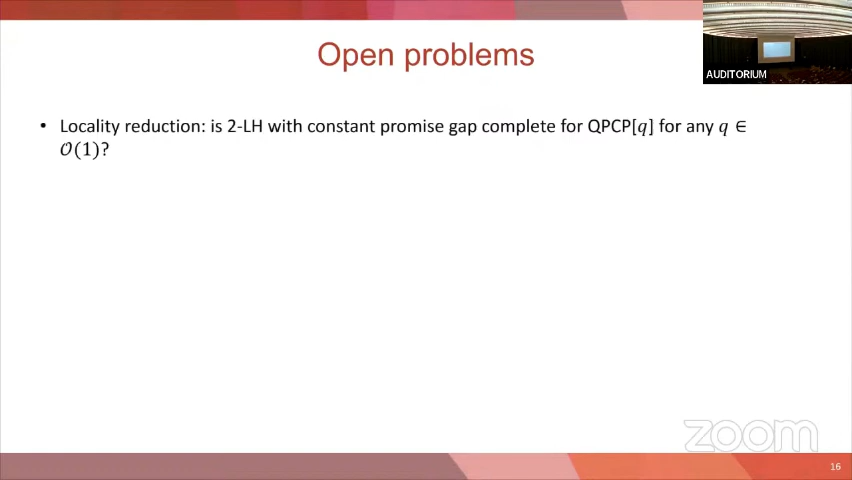 Open problems
AUDITORIUM
• Locality reduction: is 2-LH with constant promise gap complete for QPCP[𝑞] for any 𝑞 ∈
𝒪(1)?
zoom
16